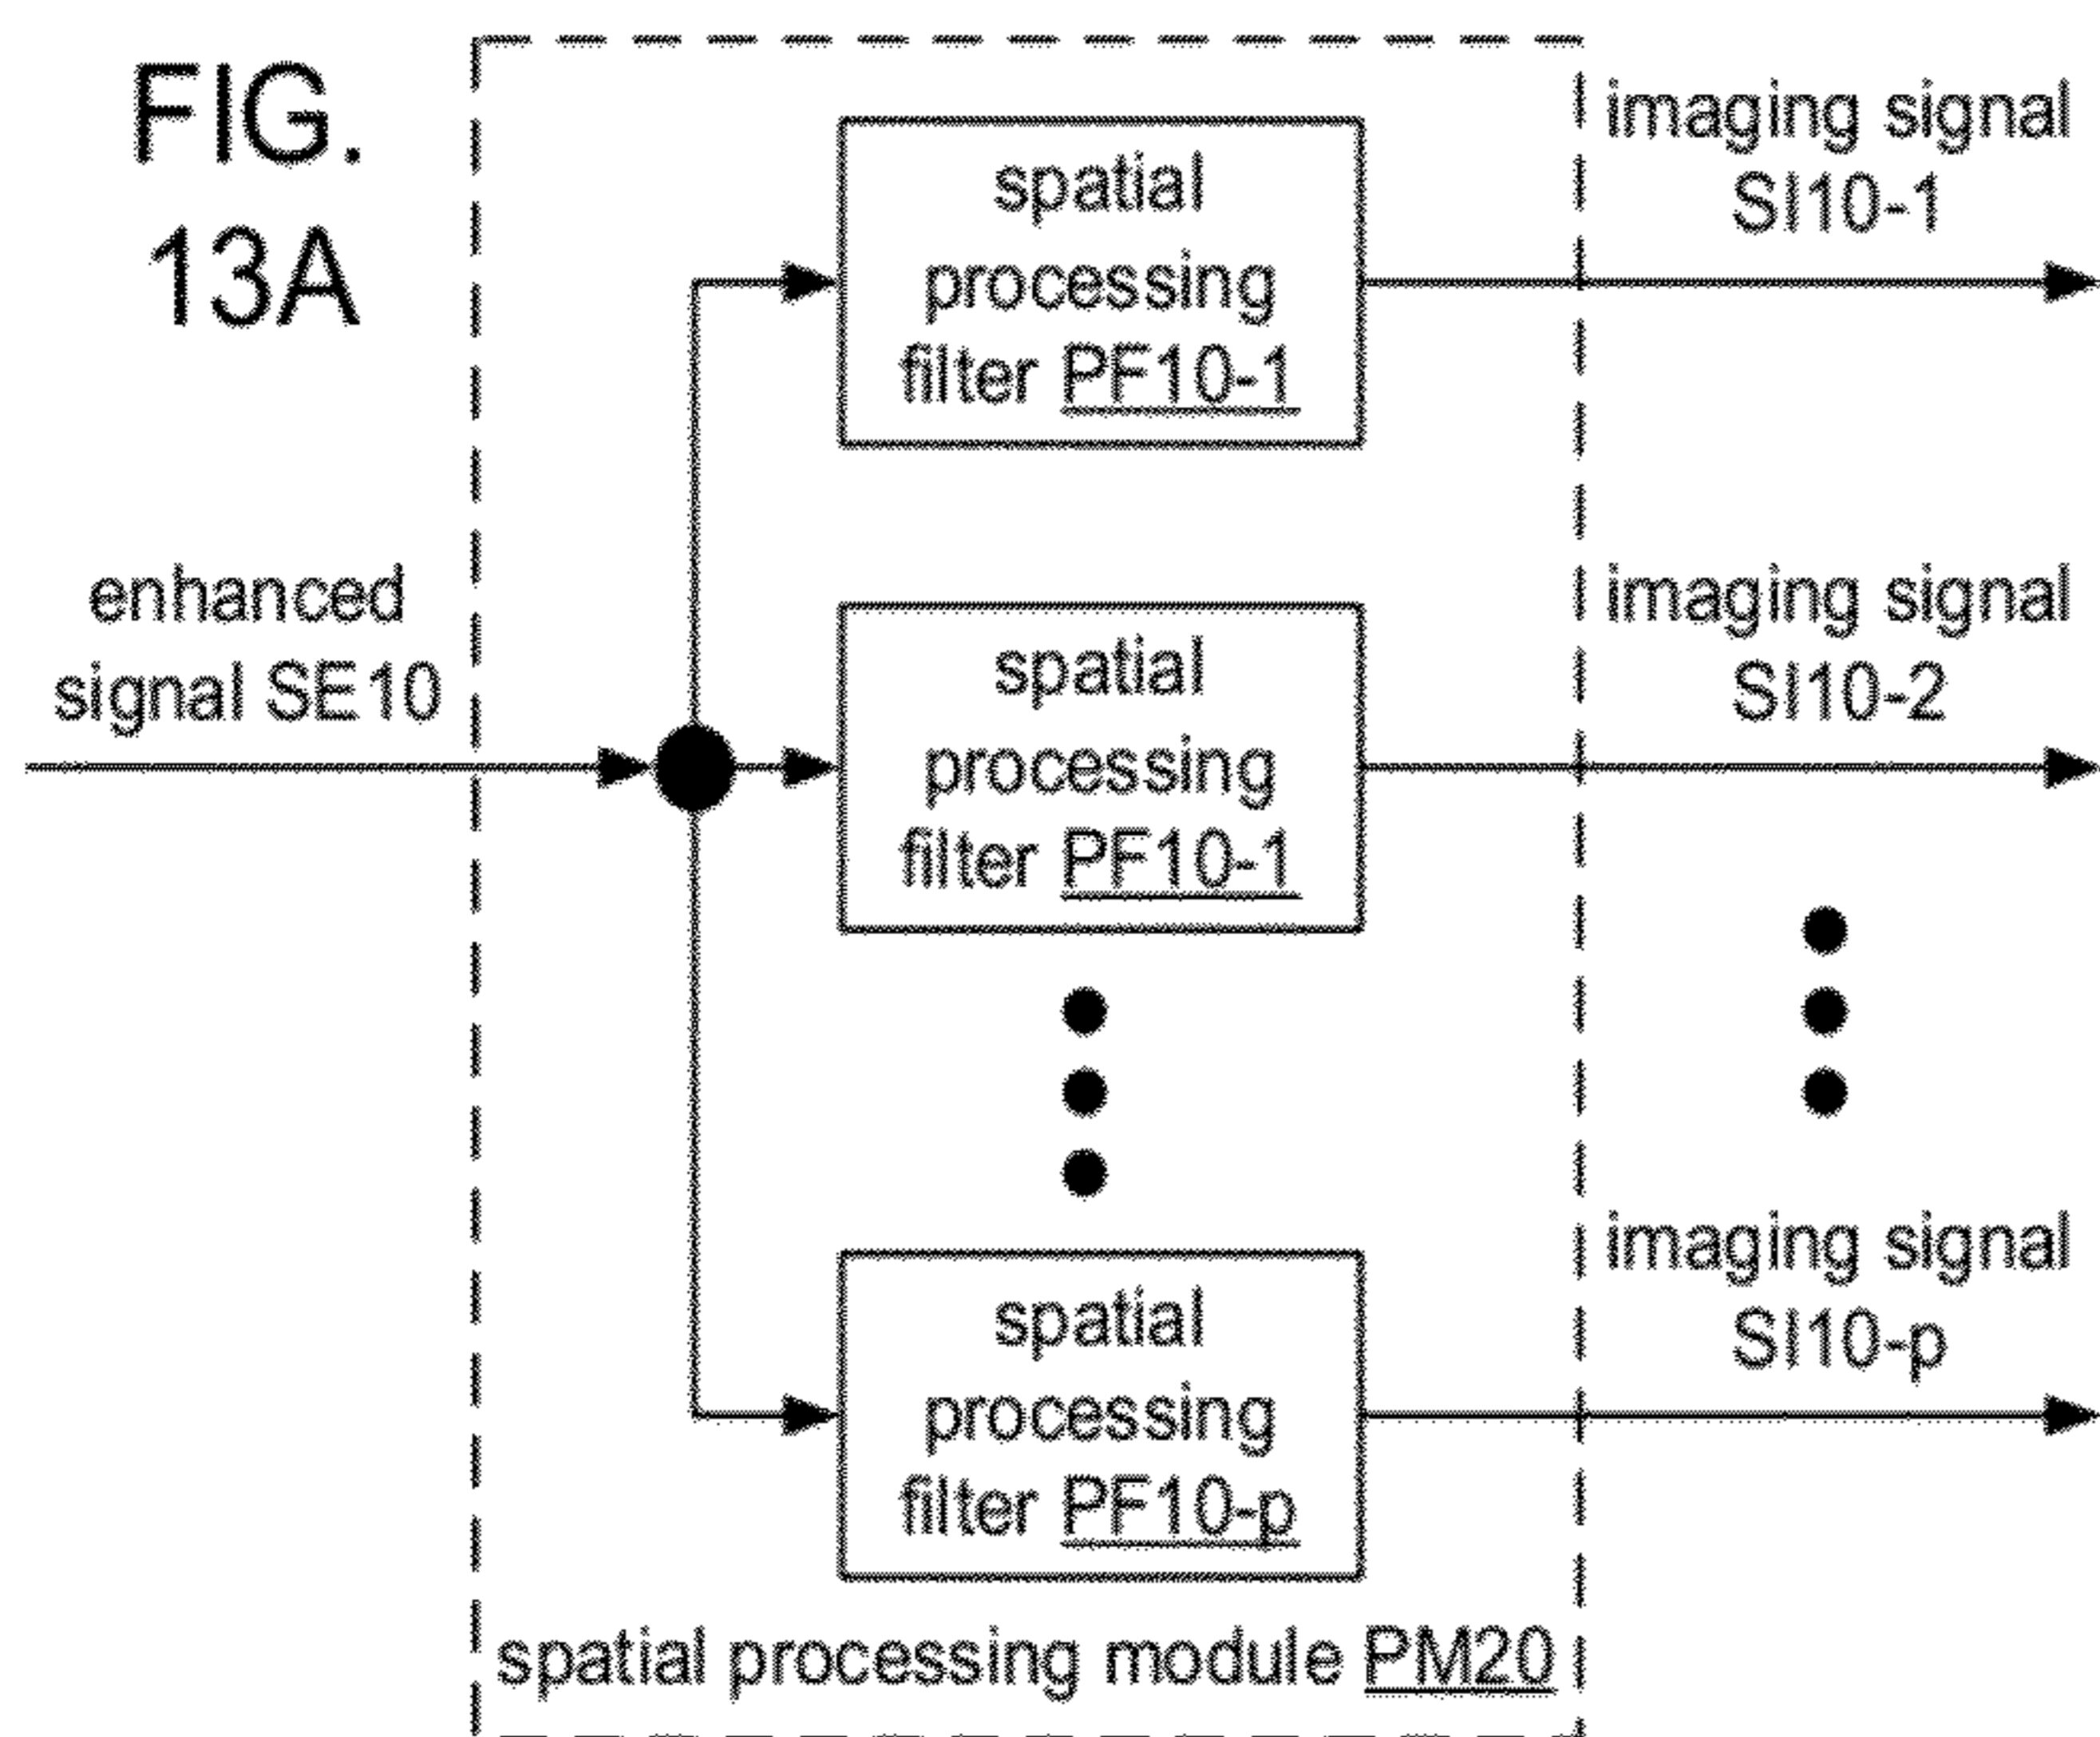 FIG.
13A
spatial
processing
filter PF10-1
imaging signal
SI10-1
enhanced
signal SE10
spatial
processing
filter PF10-1
imaging signal
SI10-2
spatial
processing
filter PF10-p
imaging signal
SI10-p
spatial processing module PM20